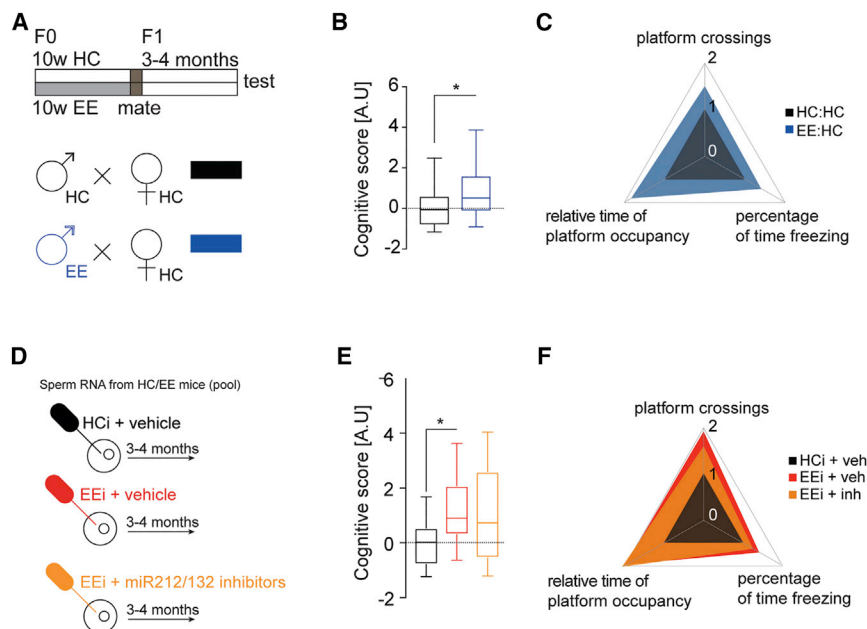 A
F0
F1
10w HC
3-4 months
test
10w EE
mate
HC
HC
EE
HC
B
Cognitive score [A.U]
6
4
2
0
-2
*
C
platform crossings
2
1
0
HC:HC
EE:HC
relative time of
platform occupancy
percentage
of time freezing
D
Sperm RNA from HC/EE mice (pool)
HCi + vehicle
3-4 months
EEi + vehicle
3-4 months
EEi + miR212/132 inhibitors
3-4 months
E
Cognitive score [A.U]
6
4
2
0
-2
*
F
platform crossings
2
1
0
HCi + veh
EEi + veh
EEi + inh
relative time of
platform occupancy
percentage
of time freezing